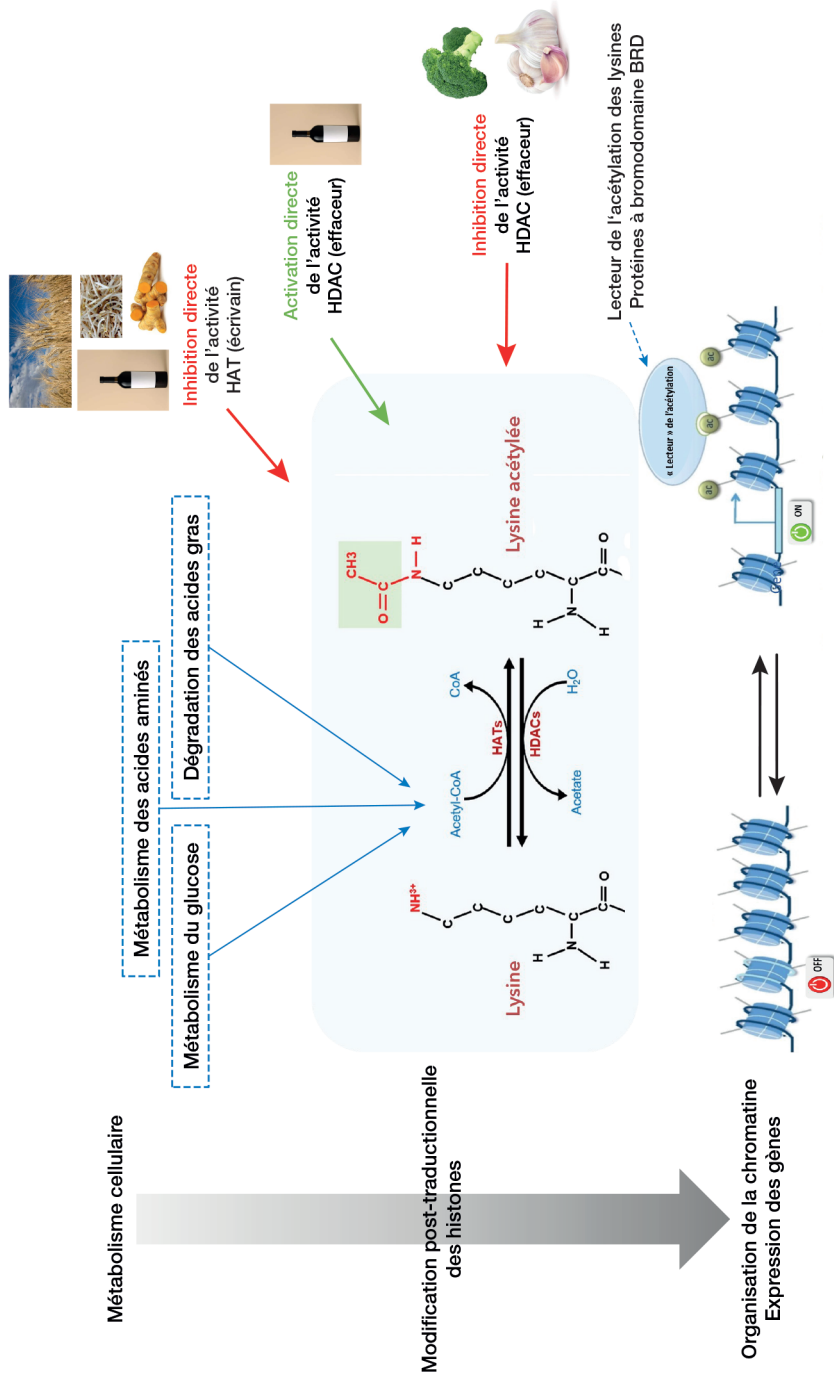 Métabolisme cellulaire
Modification post-traductionnelle
des histones
Organisation de la chromatine
Expression des gènes
Métabolisme des acides aminés
Métabolisme du glucose
Dégradation des acides gras
Inhibition directe
de l'activité
HAT (écrivain)
Activation directe
de l'activité
HDAC (effaceur)
Inhibition directe
de l'activité
HDAC (effaceur)
Lysine
NH³⁺
C
C
C
C
C
O
N
H
H
Acetyl-CoA
CoA
HATs
HDACs
Acetate
H₂O
Lysine acétylée
CH3
O
C
N
H
C
C
C
C
C
O
N
H
H
Lecteur de l'acétylation des lysines
Protéines à bromodomaine BRD
« Lecteur » de l'acétylation
ac
ac
ac
OFF
ON